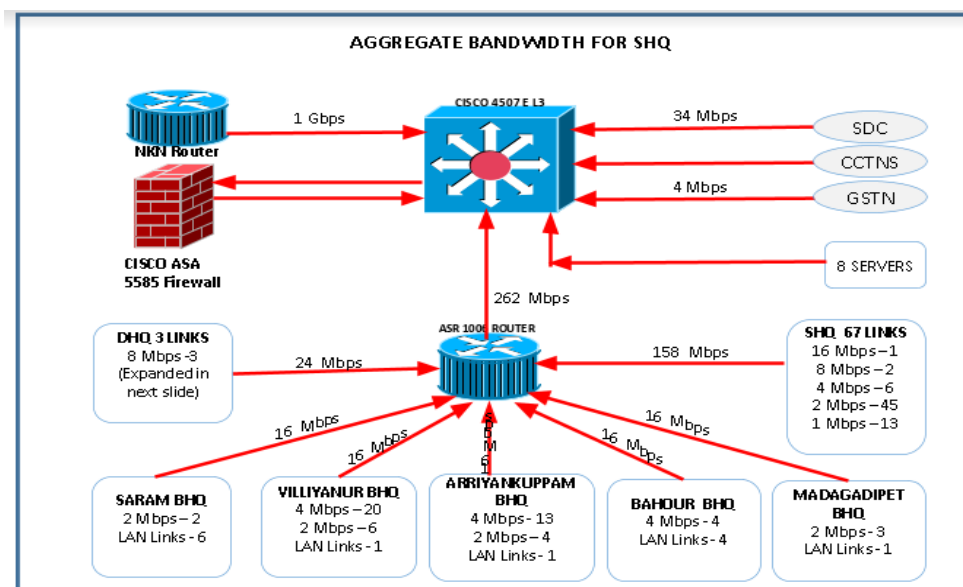 AGGREGATE BANDWIDTH FOR SHQ
CISCO 4507 E L3
1 Gbps
34 Mbps
SDC
NKN Router
CCTNS
4 Mbps
GSTN
CISCO ASA
5585 Firewall
8 SERVERS
262 Mbps
ASR 1006 ROUTER
DHQ 3 LINKS
8 Mbps -3
(Expanded in
next slide)
24 Mbps
158 Mbps
SHQ 67 LINKS
16 Mbps – 1
8 Mbps – 2
4 Mbps – 6
2 Mbps – 45
1 Mbps – 13
16 Mbps
16 Mbps
16 Mbps
16 Mbps
16 Mbps
SARAM BHQ
2 Mbps – 2
LAN Links - 6
VILLIYANUR BHQ
4 Mbps – 20
2 Mbps – 6
LAN Links - 1
ARRIYANKUPPAM
BHQ
4 Mbps - 13
2 Mbps – 4
LAN Links - 1
BAHOUR BHQ
4 Mbps - 4
LAN Links - 4
MADAGADIPET
BHQ
2 Mbps - 3
LAN Links - 1